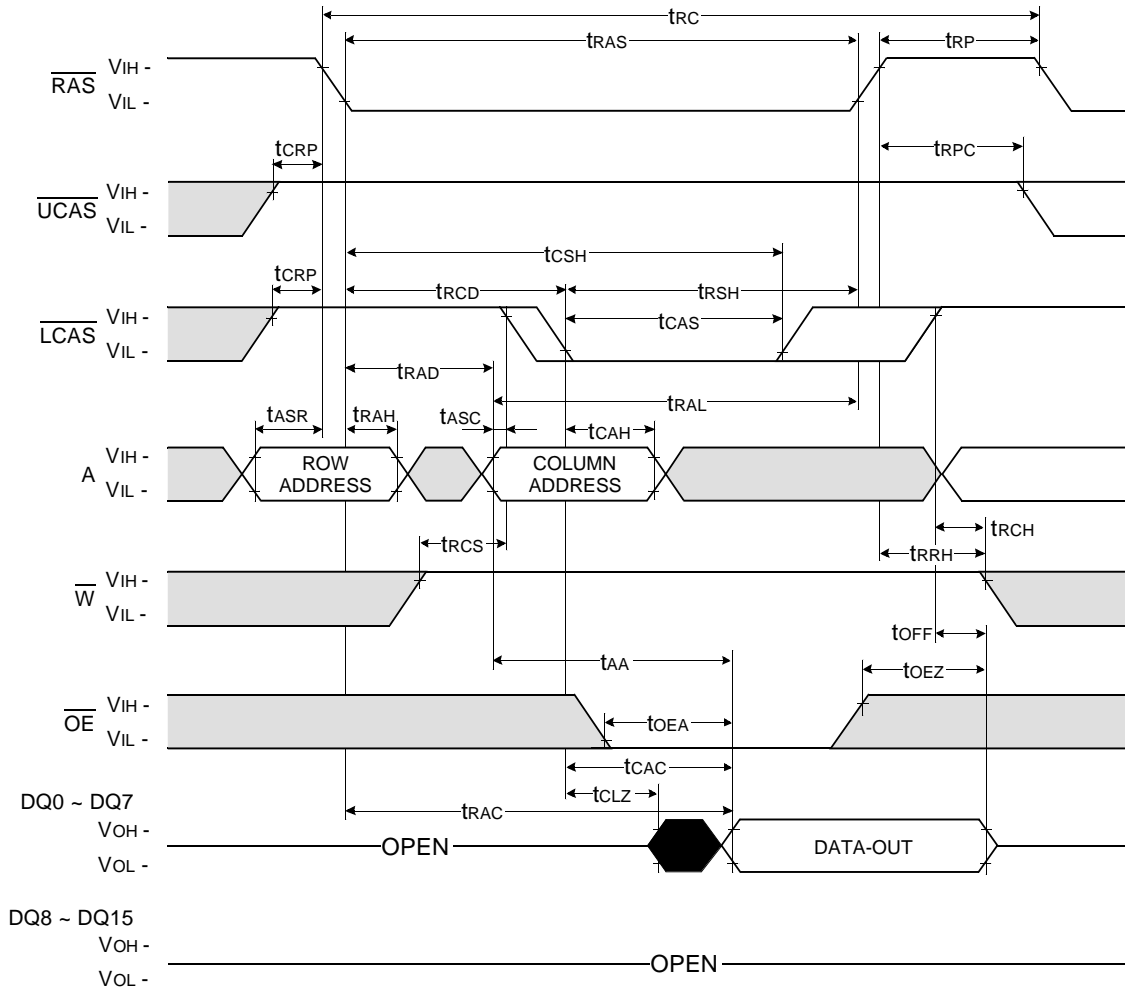 tRC
tRAS
tRP
RAS
VIH -
VIL -
tCRP
tRPC
UCAS
VIH -
VIL -
tCSH
tCRP
tRCD
tRSH
LCAS
VIH -
VIL -
tCAS
tRAD
tRAL
tASR
tRAH
tASC
tCAH
A
VIH -
VIL -
ROW
ADDRESS
COLUMN
ADDRESS
tRCS
tRCH
tRRH
W
VIH -
VIL -
tOFF
tAA
tOEZ
OE
VIH -
VIL -
tOEA
tCAC
tCLZ
tRAC
DQ0 ~ DQ7
VOH -
VOL -
OPEN
DATA-OUT
DQ8 ~ DQ15
VOH -
VOL -
OPEN